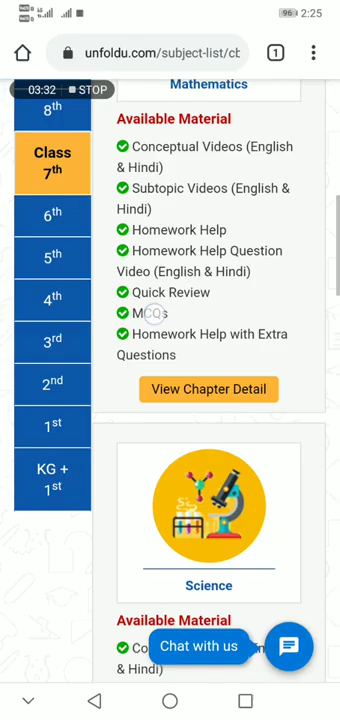 96 2:25
unfoldu.com/subject-list/cb
1
03:32 STOP
8th
Class
7th
6th
5th
4th
3rd
2nd
1st
KG +
1st
Mathematics
Available Material
Conceptual Videos (English
& Hindi)
Subtopic Videos (English &
Hindi)
Homework Help
Homework Help Question
Video (English & Hindi)
Quick Review
MCQs
Homework Help with Extra
Questions
View Chapter Detail
Science
Available Material
Co
& Hindi)
Chat with us